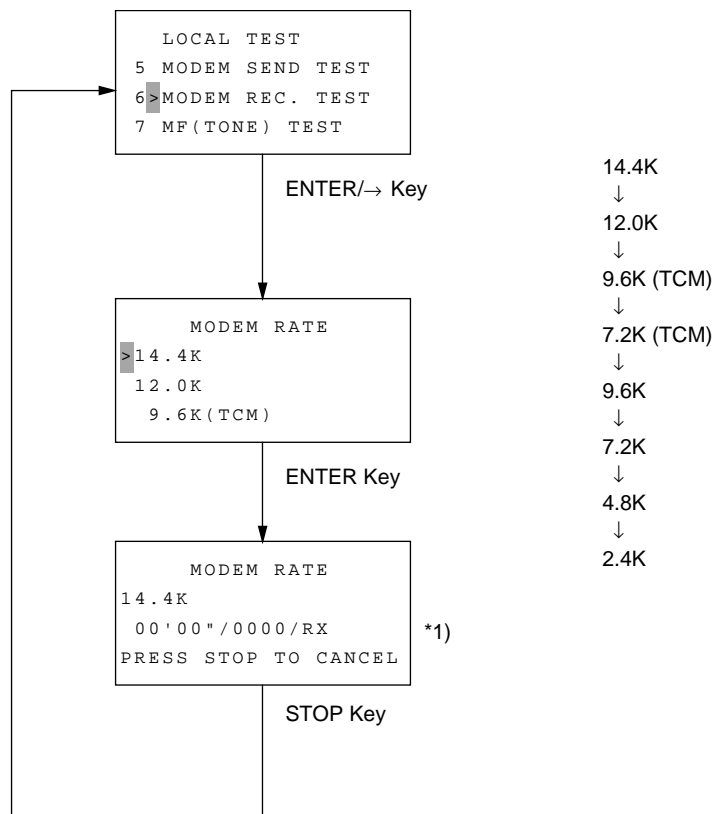 LOCAL TEST
5 MODEM SEND TEST
6>MODEM REC. TEST
7 MF(TONE) TEST
ENTER/→ Key
MODEM RATE
>14.4K
12.0K
9.6K(TCM)
ENTER Key
MODEM RATE
14.4K
00'00"/0000/RX
PRESS STOP TO CANCEL
*1)
STOP Key
14.4K
↓
12.0K
↓
9.6K (TCM)
↓
7.2K (TCM)
↓
9.6K
↓
7.2K
↓
4.8K
↓
2.4K